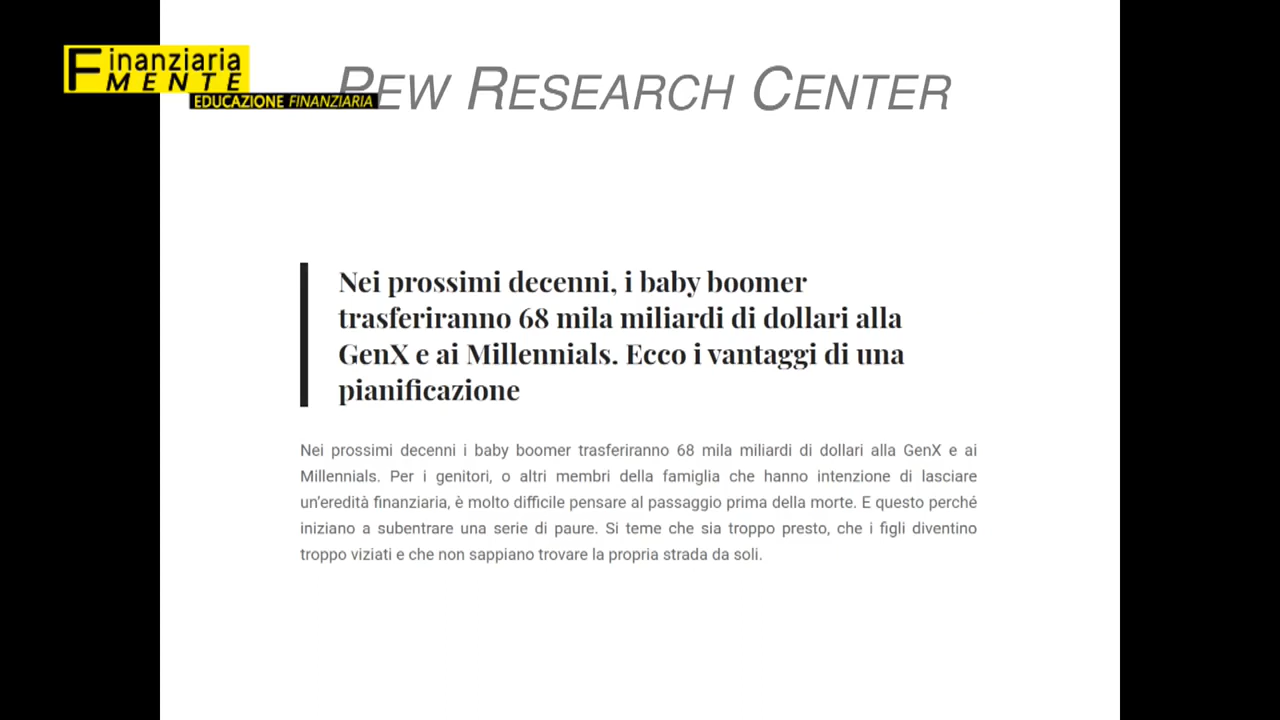 Finanziaria
MENTE
EDUCAZIONE FINANZIARIA
PEW RESEARCH CENTER
Nei prossimi decenni, i baby boomer
trasferiranno 68 mila miliardi di dollari alla
GenX e ai Millennials. Ecco i vantaggi di una
pianificazione
Nei prossimi decenni i baby boomer trasferiranno 68 mila miliardi di dollari alla GenX e ai
Millennials. Per i genitori, o altri membri della famiglia che hanno intenzione di lasciare
un'eredità finanziaria, è molto difficile pensare al passaggio prima della morte. E questo perché
iniziano a subentrare una serie di paure. Si teme che sia troppo presto, che i figli diventino
troppo viziati e che non sappiano trovare la propria strada da soli.